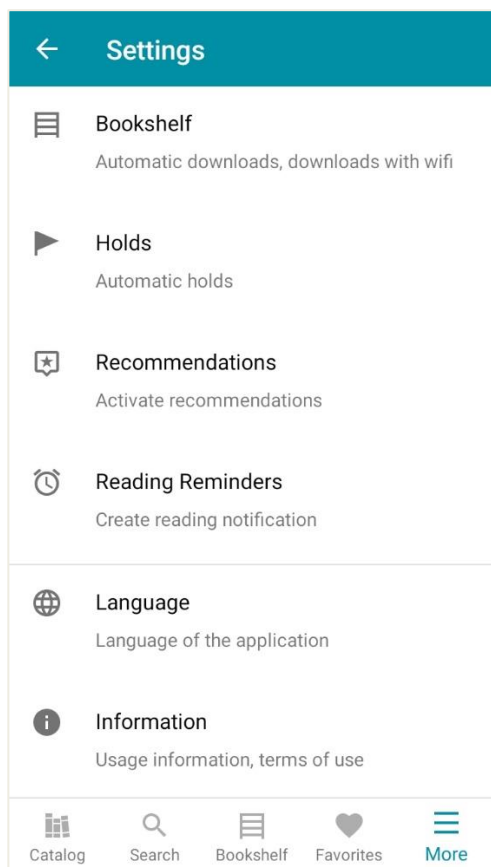 Settings
Bookshelf
Automatic downloads, downloads with wifi
Holds
Automatic holds
Recommendations
Activate recommendations
Reading Reminders
Create reading notification
Language
Language of the application
Information
Usage information, terms of use
Catalog Search Bookshelf Favorites More